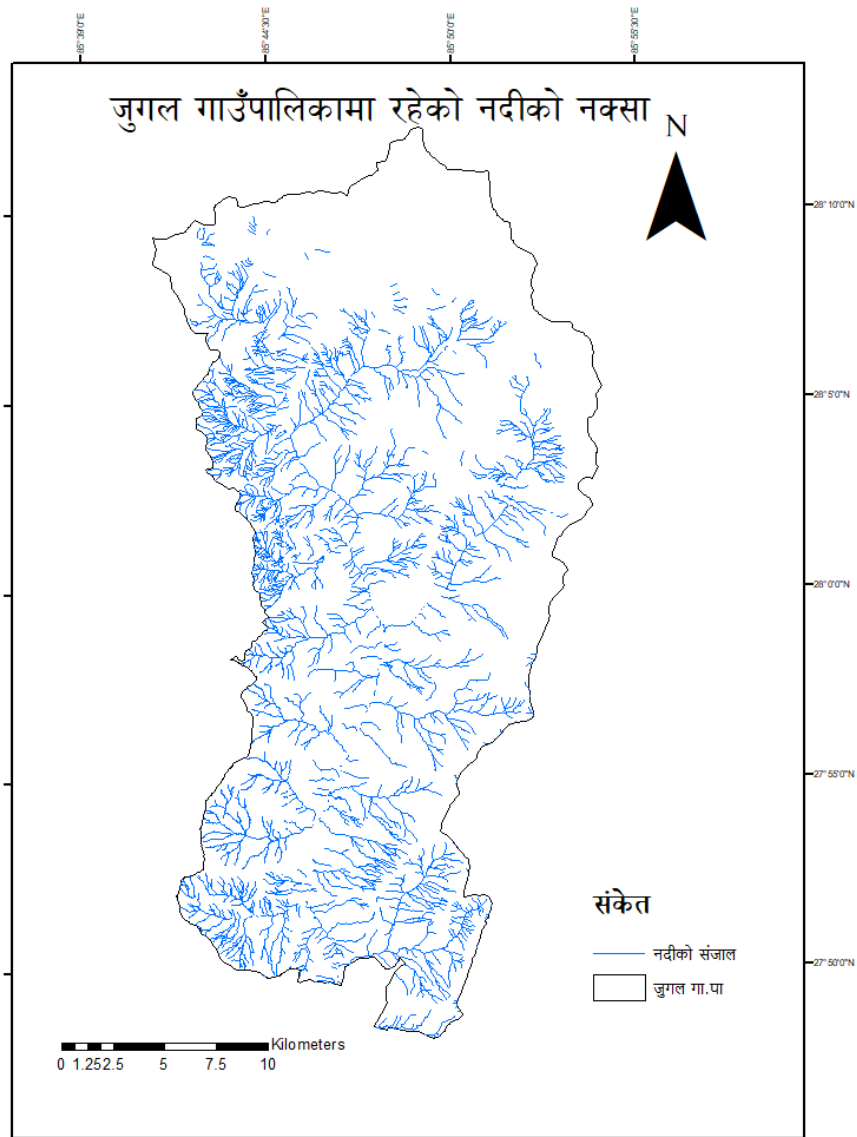 85°39'0"E 85°44'30"E 85°50'0"E 85°55'30"E
जुगल गाउँपालिकामा रहेको नदीको नक्सा
N
28°10'0"N
28°5'0"N
28°0'0"N
27°55'0"N
संकेत
नदीको संजाल
27°50'0"N
जुगल गा.पा
Kilometers
0 1.25 2.5 5 7.5 10